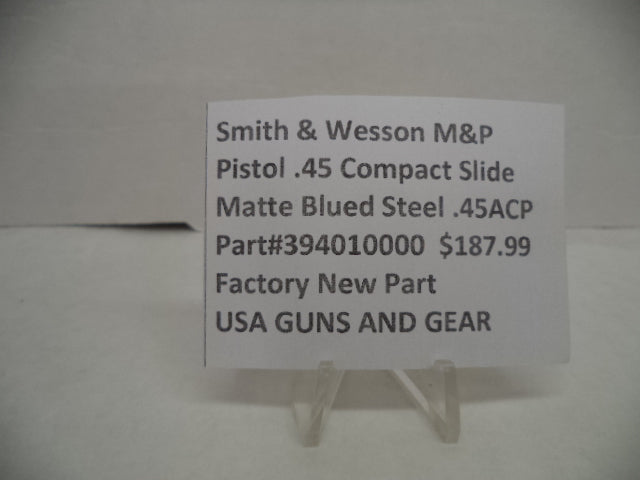 Smith & Wesson M&P
Pistol .45 Compact Slide
Matte Blued Steel .45ACP
Part#394010000 $187.99
Factory New Part
USA GUNS AND GEAR